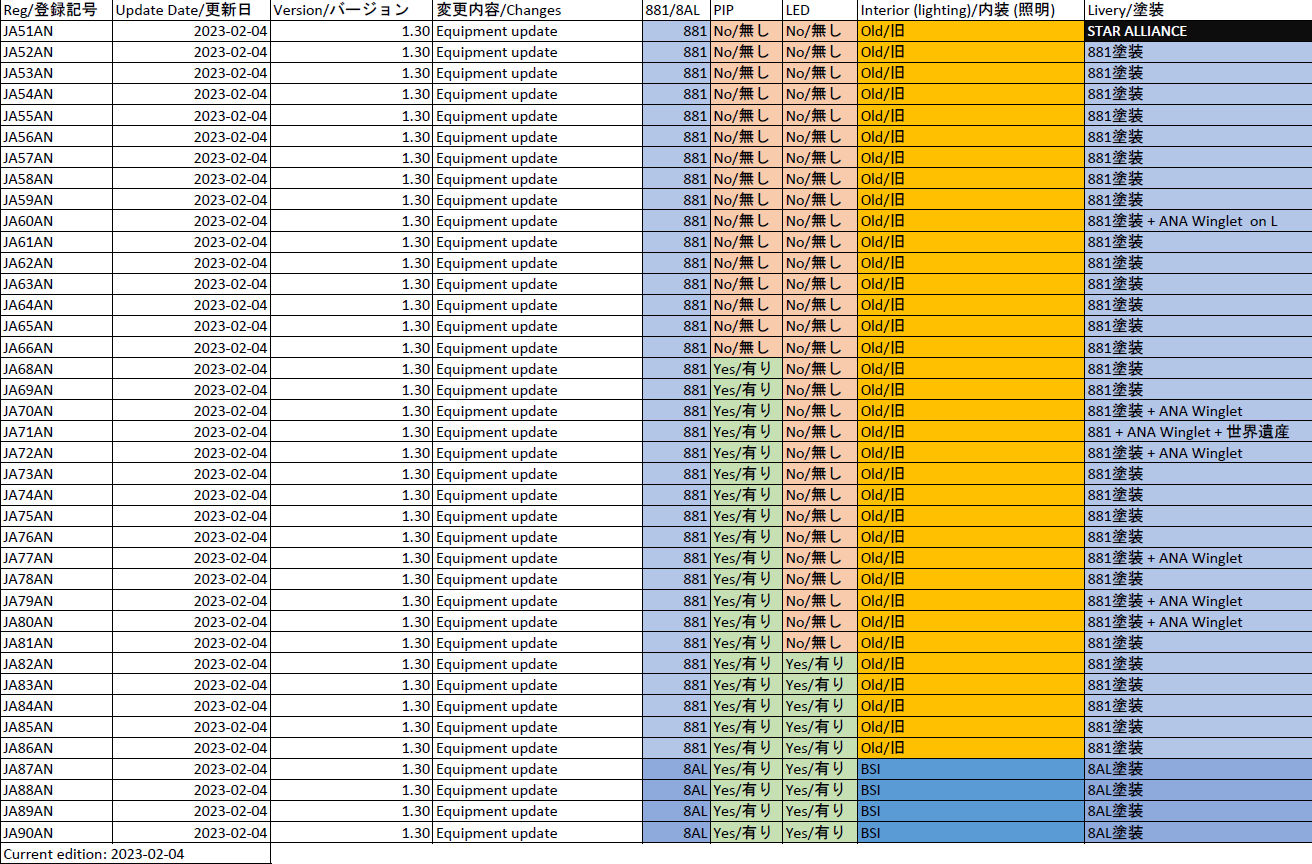 Reg/登録記号 Update Date/更新日 Version/バージョン 変更内容/Changes 881/8AL PIP LED Interior (lighting)/内装 (照明) Livery/塗装
JA51AN 2023-02-04 1.30 Equipment update 881 No/無し No/無し Old/旧 STAR ALLIANCE
JA52AN 2023-02-04 1.30 Equipment update 881 No/無し No/無し Old/旧 881塗装
JA53AN 2023-02-04 1.30 Equipment update 881 No/無し No/無し Old/旧 881塗装
JA54AN 2023-02-04 1.30 Equipment update 881 No/無し No/無し Old/旧 881塗装
JA55AN 2023-02-04 1.30 Equipment update 881 No/無し No/無し Old/旧 881塗装
JA56AN 2023-02-04 1.30 Equipment update 881 No/無し No/無し Old/旧 881塗装
JA57AN 2023-02-04 1.30 Equipment update 881 No/無し No/無し Old/旧 881塗装
JA58AN 2023-02-04 1.30 Equipment update 881 No/無し No/無し Old/旧 881塗装
JA59AN 2023-02-04 1.30 Equipment update 881 No/無し No/無し Old/旧 881塗装
JA60AN 2023-02-04 1.30 Equipment update 881 No/無し No/無し Old/旧 881塗装 + ANA Winglet on L
JA61AN 2023-02-04 1.30 Equipment update 881 No/無し No/無し Old/旧 881塗装
JA62AN 2023-02-04 1.30 Equipment update 881 No/無し No/無し Old/旧 881塗装
JA63AN 2023-02-04 1.30 Equipment update 881 No/無し No/無し Old/旧 881塗装
JA64AN 2023-02-04 1.30 Equipment update 881 No/無し No/無し Old/旧 881塗装
JA65AN 2023-02-04 1.30 Equipment update 881 No/無し No/無し Old/旧 881塗装
JA66AN 2023-02-04 1.30 Equipment update 881 No/無し No/無し Old/旧 881塗装
JA68AN 2023-02-04 1.30 Equipment update 881 Yes/有り No/無し Old/旧 881塗装
JA69AN 2023-02-04 1.30 Equipment update 881 Yes/有り No/無し Old/旧 881塗装
JA70AN 2023-02-04 1.30 Equipment update 881 Yes/有り No/無し Old/旧 881塗装 + ANA Winglet
JA71AN 2023-02-04 1.30 Equipment update 881 Yes/有り No/無し Old/旧 881 + ANA Winglet + 世界遺産
JA72AN 2023-02-04 1.30 Equipment update 881 Yes/有り No/無し Old/旧 881塗装 + ANA Winglet
JA73AN 2023-02-04 1.30 Equipment update 881 Yes/有り No/無し Old/旧 881塗装
JA74AN 2023-02-04 1.30 Equipment update 881 Yes/有り No/無し Old/旧 881塗装
JA75AN 2023-02-04 1.30 Equipment update 881 Yes/有り No/無し Old/旧 881塗装
JA76AN 2023-02-04 1.30 Equipment update 881 Yes/有り No/無し Old/旧 881塗装
JA77AN 2023-02-04 1.30 Equipment update 881 Yes/有り No/無し Old/旧 881塗装 + ANA Winglet
JA78AN 2023-02-04 1.30 Equipment update 881 Yes/有り No/無し Old/旧 881塗装
JA79AN 2023-02-04 1.30 Equipment update 881 Yes/有り No/無し Old/旧 881塗装 + ANA Winglet
JA80AN 2023-02-04 1.30 Equipment update 881 Yes/有り No/無し Old/旧 881塗装 + ANA Winglet
JA81AN 2023-02-04 1.30 Equipment update 881 Yes/有り No/無し Old/旧 881塗装
JA82AN 2023-02-04 1.30 Equipment update 881 Yes/有り Yes/有り Old/旧 881塗装
JA83AN 2023-02-04 1.30 Equipment update 881 Yes/有り Yes/有り Old/旧 881塗装
JA84AN 2023-02-04 1.30 Equipment update 881 Yes/有り Yes/有り Old/旧 881塗装
JA85AN 2023-02-04 1.30 Equipment update 881 Yes/有り Yes/有り Old/旧 881塗装
JA86AN 2023-02-04 1.30 Equipment update 881 Yes/有り Yes/有り Old/旧 881塗装
JA87AN 2023-02-04 1.30 Equipment update 8AL Yes/有り Yes/有り BSI 8AL塗装
JA88AN 2023-02-04 1.30 Equipment update 8AL Yes/有り Yes/有り BSI 8AL塗装
JA89AN 2023-02-04 1.30 Equipment update 8AL Yes/有り Yes/有り BSI 8AL塗装
JA90AN 2023-02-04 1.30 Equipment update 8AL Yes/有り Yes/有り BSI 8AL塗装
Current edition: 2023-02-04